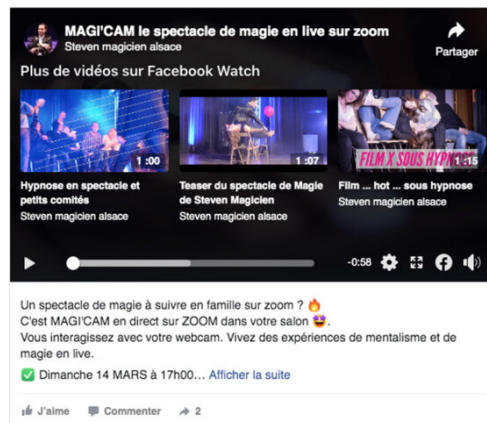 MAGI'CAM le spectacle de magie en live sur zoom
Steven magicien alsace
Partager
Plus de vidéos sur Facebook Watch
1:00
1:07
FILM X SOUS HYPN
1:15
Hypnose en spectacle et
petits comités
Steven magicien alsace
Teaser du spectacle de Magie
de Steven Magicien
Steven magicien alsace
Film ... hot ... sous hypnose
Steven magicien alsace
-0:58
Un spectacle de magie à suivre en famille sur zoom ? 🔥
C'est MAGI'CAM en direct sur ZOOM dans votre salon 🤩.
Vous interagissez avec votre webcam. Vivez des expériences de mentalisme et de
magie en live.
✅ Dimanche 14 MARS à 17h00... Afficher la suite
J'aime Commenter 2